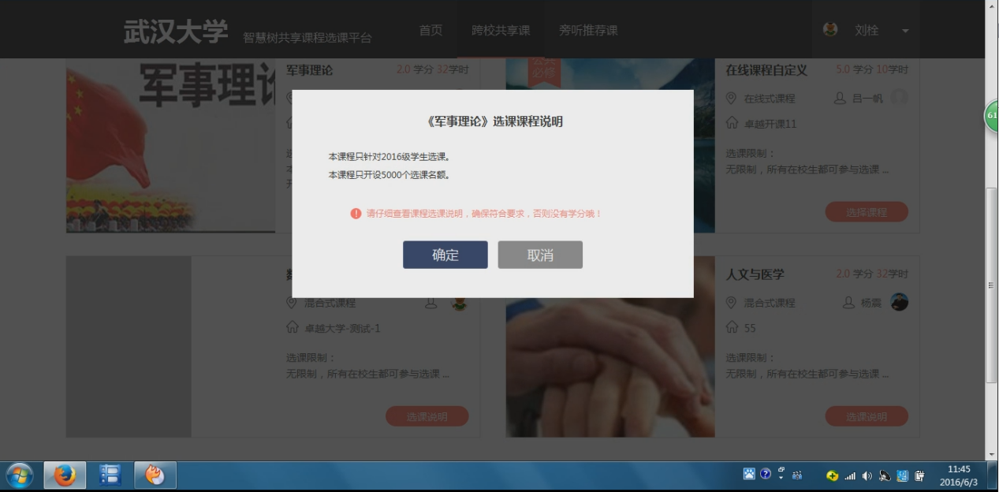 武汉大学 智慧树共享课程选课平台 首页 跨校共享课 旁听推荐课 刘栓
军事理论
军事理论 2.0 学分 32学时
公共
必修
在线课程自定义 5.0 学分 10学时
在线式课程 吕一帆
卓越开课11
选课限制：
无限制，所有在校生都可参与选课 ...
选择课程
《军事理论》选课课程说明
本课程只针对2016级学生选课。
本课程只开设5000个选课名额。
请仔细查看课程选课说明，确保符合要求，否则没有学分哦！
确定 取消
61
混合式课程
卓越大学-测试-1
选课限制：
无限制，所有在校生都可参与选课 ...
选课说明
人文与医学 2.0 学分 32学时
混合式课程 杨震
55
选课限制：
无限制，所有在校生都可参与选课 ...
选课说明
11:45
2016/6/3